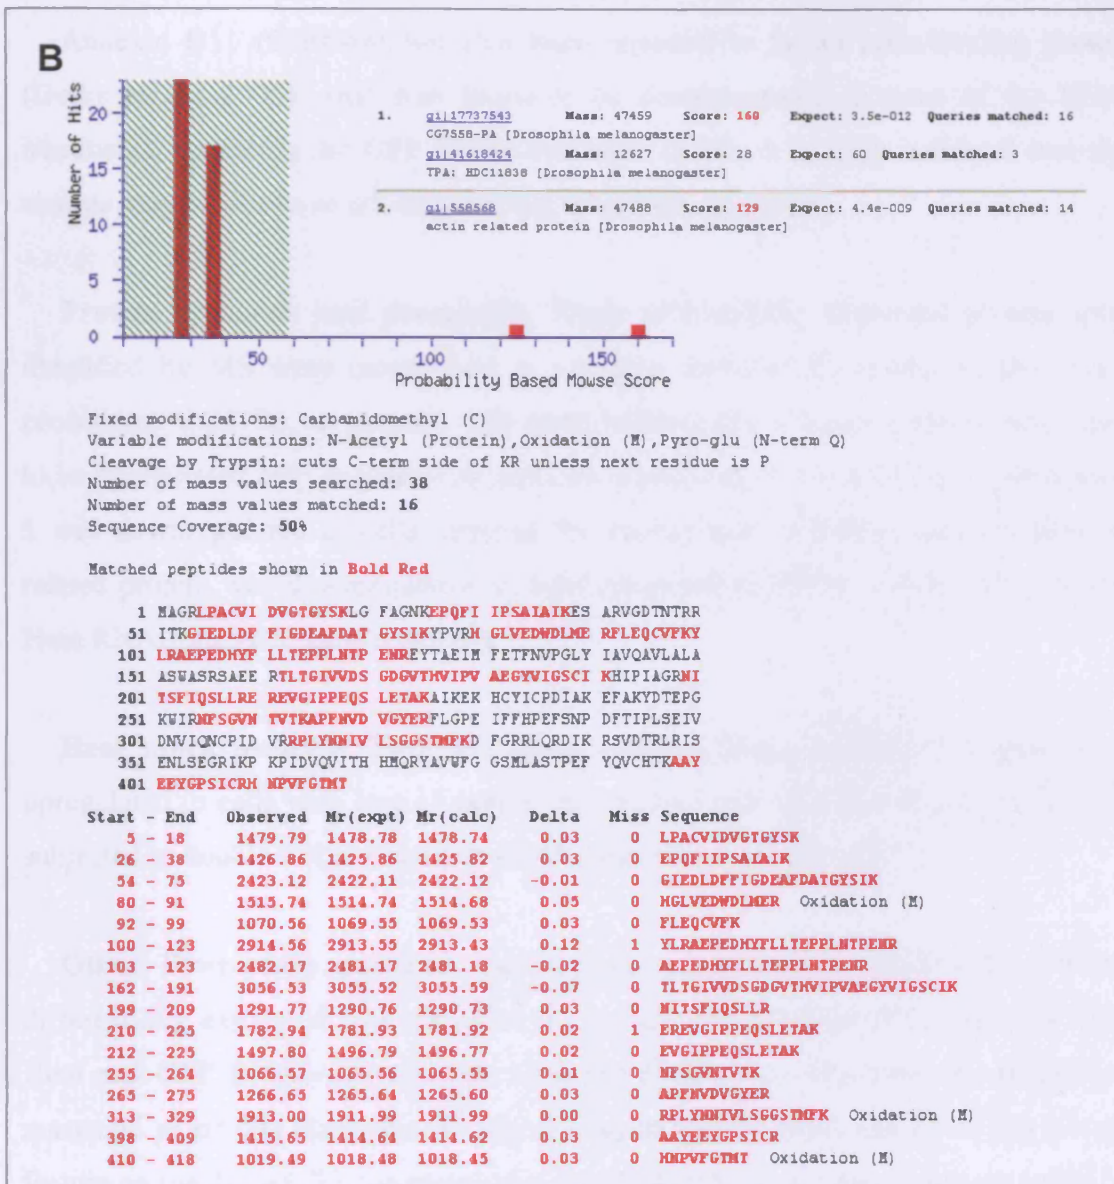 B
Number of Hits
20
15
10
5
0
50
100
150
Probability Based Mowse Score
1. gi|17737543 Mass: 47459 Score: 160 Expect: 3.5e-012 Queries matched: 16
CG7558-PA [Drosophila melanogaster]
gi|41618424 Mass: 12627 Score: 28 Queries matched: 3
TPA: HDC11838 [Drosophila melanogaster]
2. gi|558568 Mass: 47488 Score: 129 Expect: 4.4e-009 Queries matched: 14
actin related protein [Drosophila melanogaster]
Fixed modifications: Carbamidomethyl (C)
Variable modifications: N-Acetyl (Protein),Oxidation (M),Pyro-glu (N-term Q)
Cleavage by Trypsin: cuts C-term side of KR unless next residue is P
Number of mass values searched: 38
Number of mass values matched: 16
Sequence Coverage: 50%
Matched peptides shown in Bold Red
1 MAGRLPACVI DVGTGYSKLG FAGNKEPQFI IPSAIAIKES ARVGDTNTRR
51 ITKGIEDLDF FIGDEAFDAT GYSIKYPVRH GLVEDWDLME RFLEQCVFKY
101 LRAEPEDHYF LLTEPPLNTP ENREYTAEIM FETFNVPGLY IAVQAVLALA
151 ASWASRSAEE RTLTGIVVDS GDGVTHVIPV AEGYVIGSCI KHIPIAGRNI
201 TSFIQSLLRE REVGIPPEQS LETAKAIKEK HCYICPDIAK EFAKYDTEPG
251 KWIRNFSGVN TVTKAPFNVD VGYERFLGPE IFFHPEFSNP DFTIPLSEIV
301 DNVIQNCPID VRRPLYNNIV LSGGSTMFKD FGRRLQRDIK RSVDTRLRIS
351 ENLSEGRIKP KPIDVQVITH HMQRYAVWFG GSMLASTPEF YQVCHTKAAY
401 EEYGPSICRH NPVFGTMT
Start - End Observed Mr(expt) Mr(calc) Delta Miss Sequence
5 - 18 1479.79 1478.78 1478.74 0.03 0 LPACVIDVGTGYSK
26 - 38 1426.86 1425.86 1425.82 0.03 0 EPQFIIPSAIAIK
54 - 75 2423.12 2422.11 2422.12 -0.01 0 GIEDLDFFIGDEAFDATGYSIK
80 - 91 1515.74 1514.74 1514.68 0.05 0 HGLVEDWDLMER Oxidation (M)
92 - 99 1070.56 1069.55 1069.53 0.03 0 FLEQCVFK
100 - 123 2914.56 2913.55 2913.43 0.12 1 YLRAEPEDHYFLLTEPPLNTPENR
103 - 123 2482.17 2481.17 2481.18 -0.02 0 AEPEDHYFLLTEPPLNTPENR
162 - 191 3056.53 3055.52 3055.59 -0.07 0 TLTGIVVDSGDGVTHVIPVAEGYVIGSCIK
199 - 209 1291.77 1290.76 1290.73 0.03 0 NITSFIQSLLR
210 - 225 1782.94 1781.93 1781.92 0.02 1 EREVGIPPEQSLETAK
212 - 225 1497.80 1496.79 1496.77 0.02 0 EVGIPPEQSLETAK
255 - 264 1066.57 1065.56 1065.55 0.01 0 NFSGVNTVTK
265 - 275 1266.65 1265.64 1265.60 0.03 0 APFNVDVGYER
313 - 329 1913.00 1911.99 1911.99 0.00 0 RPLYNNIVLSGGSTMFK Oxidation (M)
398 - 409 1415.65 1414.64 1414.62 0.03 0 AAYEEYGPSICR
410 - 418 1019.49 1018.48 1018.45 0.03 0 HNPVFGTMT Oxidation (M)